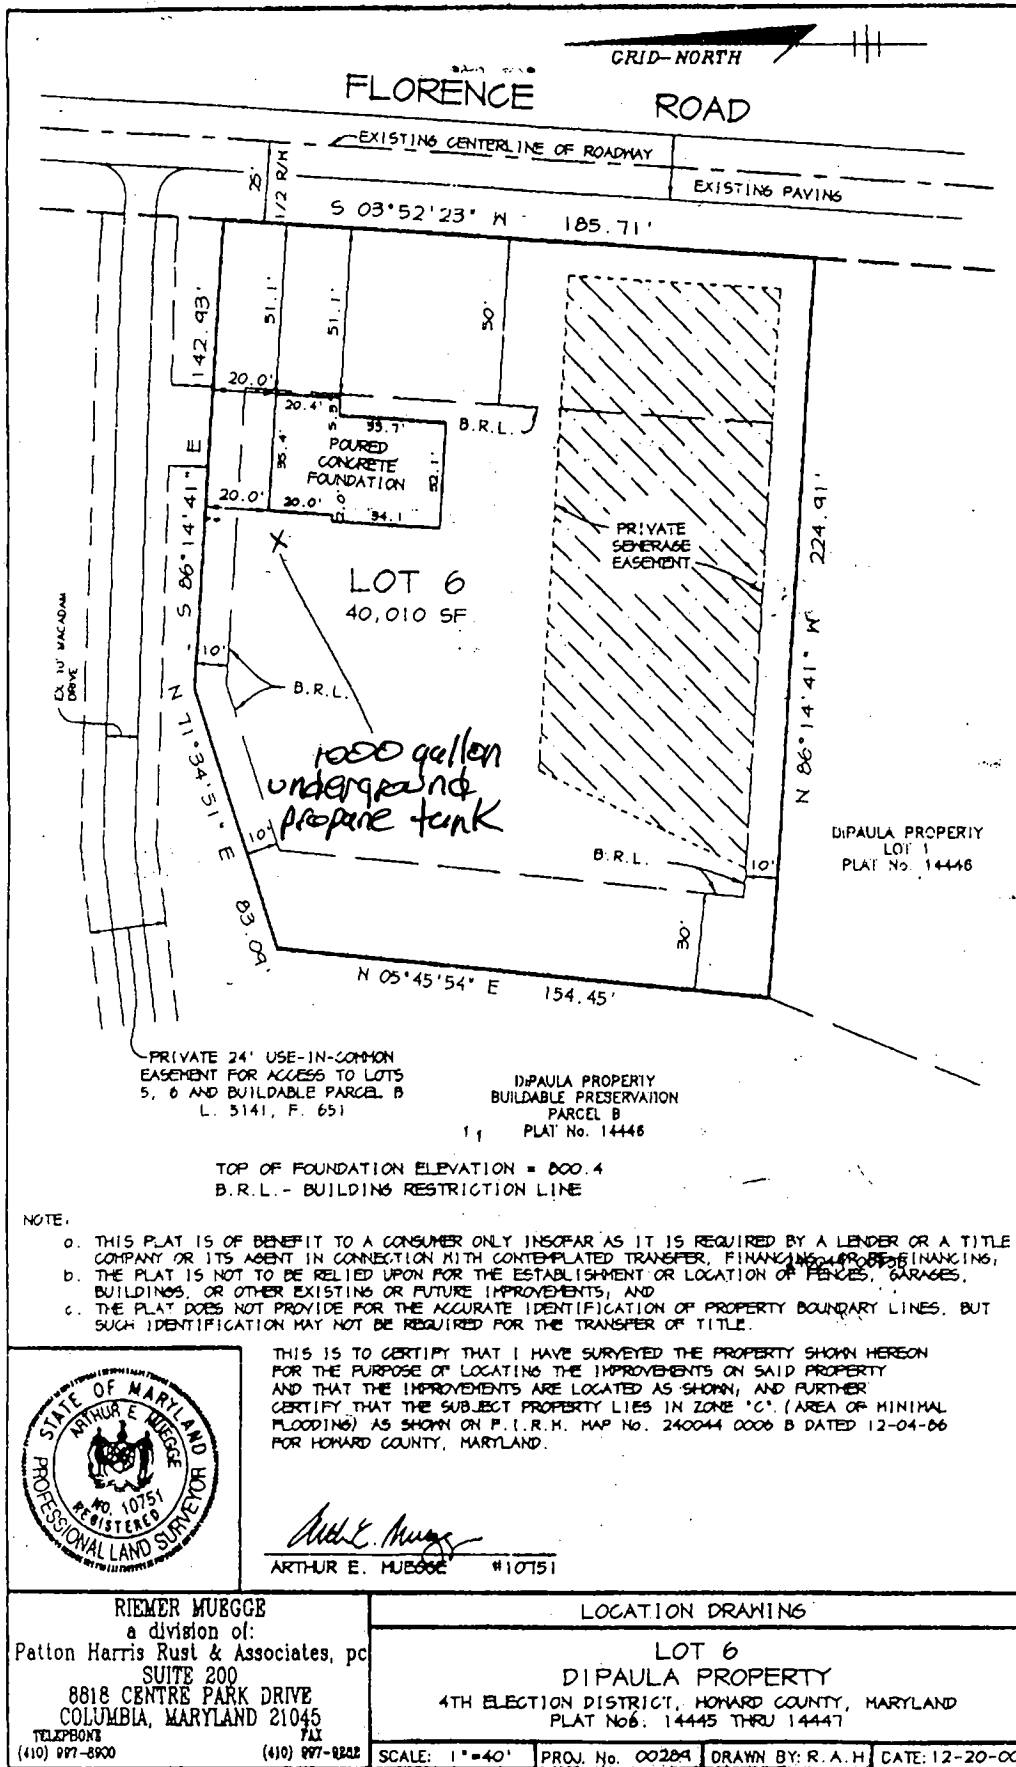 GRID-NORTH
FLORENCE ROAD
EXISTING CENTERLINE OF ROADWAY
EXISTING PAVING
25'
1/2 R/W
S 03°52'23" W 185.71'
142.93'
S 86°14'41" E
51.1'
51.1'
50'
20.0'
20.4'
5.5'
33.7'
B.R.L.
35.4'
POURED
CONCRETE
FOUNDATION
32.1'
20.0'
20.0'
2.0'
34.1
X
PRIVATE
SEWERAGE
EASEMENT
N 86°14'41" W 224.91'
LOT 6
40,010 SF
EX. 10' MACADAM
DRIVE
10'
B.R.L.
N 71°34'51" E 83.09'
1000 gallon
underground
propane tank
10'
B.R.L.
10'
30'
DiPAULA PROPERTY
LOT 1
PLAT No. 14446
N 05°45'54" E 154.45'
PRIVATE 24' USE-IN-COMMON
EASEMENT FOR ACCESS TO LOTS
5, 6 AND BUILDABLE PARCEL B
L. 5141, F. 651
DiPAULA PROPERTY
BUILDABLE PRESERVATION
PARCEL B
PLAT No. 14446
TOP OF FOUNDATION ELEVATION = 800.4
B.R.L.- BUILDING RESTRICTION LINE
NOTE:
a. THIS PLAT IS OF BENEFIT TO A CONSUMER ONLY INSOFAR AS IT IS REQUIRED BY A LENDER OR A TITLE
COMPANY OR ITS AGENT IN CONNECTION WITH CONTEMPLATED TRANSFER, FINANCING OR RE-FINANCING;
b. THE PLAT IS NOT TO BE RELIED UPON FOR THE ESTABLISHMENT OR LOCATION OF FENCES, GARAGES,
BUILDINGS, OR OTHER EXISTING OR FUTURE IMPROVEMENTS; AND
c. THE PLAT DOES NOT PROVIDE FOR THE ACCURATE IDENTIFICATION OF PROPERTY BOUNDARY LINES, BUT
SUCH IDENTIFICATION MAY NOT BE REQUIRED FOR THE TRANSFER OF TITLE.
THIS IS TO CERTIFY THAT I HAVE SURVEYED THE PROPERTY SHOWN HEREON
FOR THE PURPOSE OF LOCATING THE IMPROVEMENTS ON SAID PROPERTY
AND THAT THE IMPROVEMENTS ARE LOCATED AS SHOWN; AND FURTHER
CERTIFY THAT THE SUBJECT PROPERTY LIES IN ZONE "C". (AREA OF MINIMAL
FLOODING) AS SHOWN ON F.I.R.M. MAP No. 240044 0006 B DATED 12-04-86
FOR HOWARD COUNTY, MARYLAND.
STATE OF MARYLAND
ARTHUR E. MUEGGE
NO. 10751
REGISTERED
PROFESSIONAL LAND SURVEYOR
ARTHUR E. MUEGGE #10751
RIEMER MUEGGE
a division of:
Patton Harris Rust & Associates, pc
SUITE 200
8818 CENTRE PARK DRIVE
COLUMBIA, MARYLAND 21045
TELEPHONE FAX
(410) 997-8900 (410) 997-9282
LOCATION DRAWING
LOT 6
DIPAULA PROPERTY
4TH ELECTION DISTRICT, HOWARD COUNTY, MARYLAND
PLAT NOS. 14445 THRU 14447
SCALE: 1"=40' PROJ. No. 00289 DRAWN BY: R.A.H DATE: 12-20-00